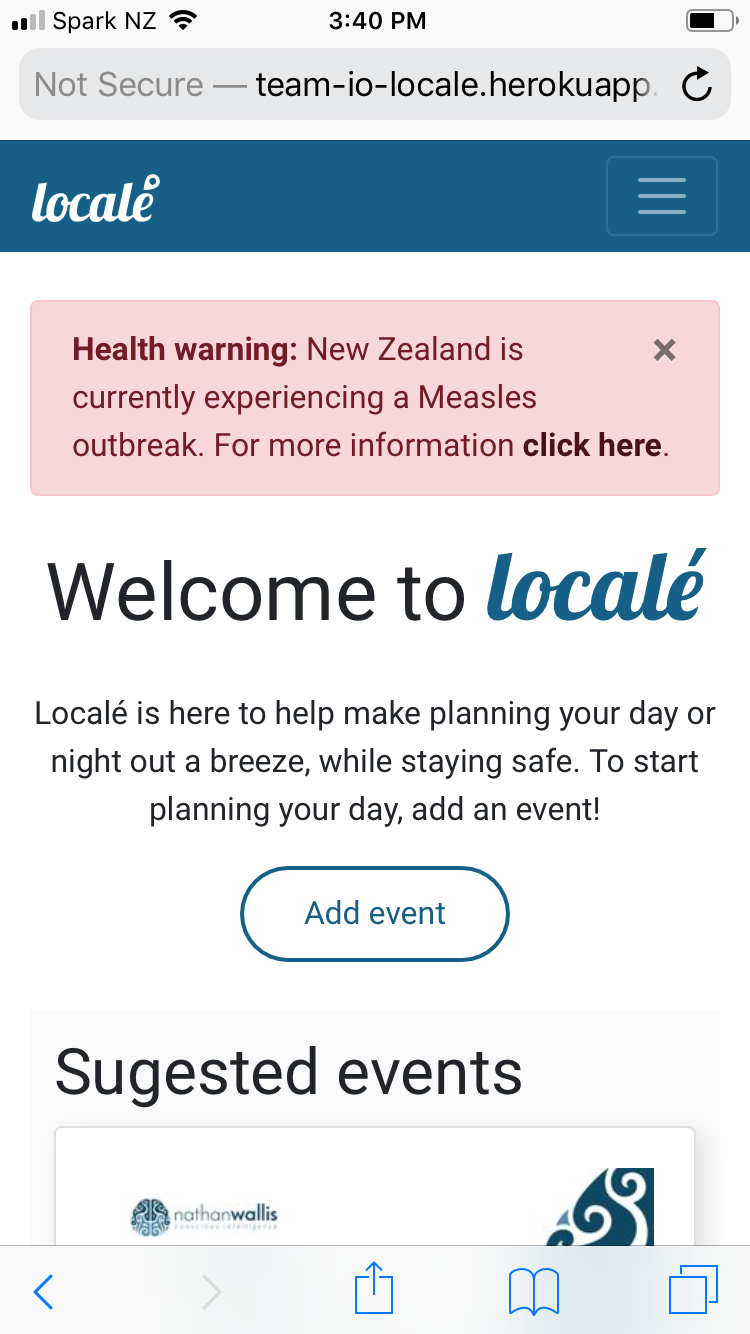 Spark NZ 3:40 PM
Not Secure — team-io-locale.herokuapp.
localé
Health warning: New Zealand is ×
currently experiencing a Measles
outbreak. For more information click here.
Welcome to localé
Localé is here to help make planning your day or
night out a breeze, while staying safe. To start
planning your day, add an event!
Add event
Sugested events
nathanwallis
conscious intelligence